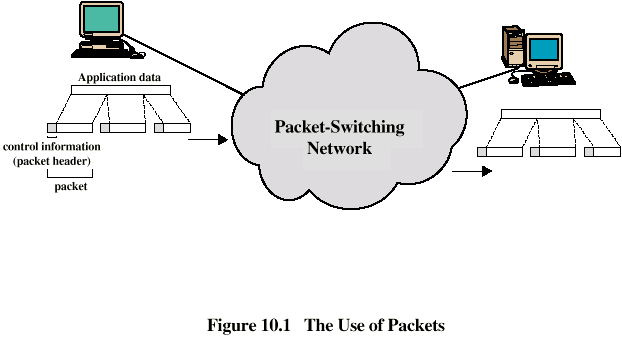 Application data
control information
(packet header)
packet
Packet-Switching
Network
Figure 10.1 The Use of Packets